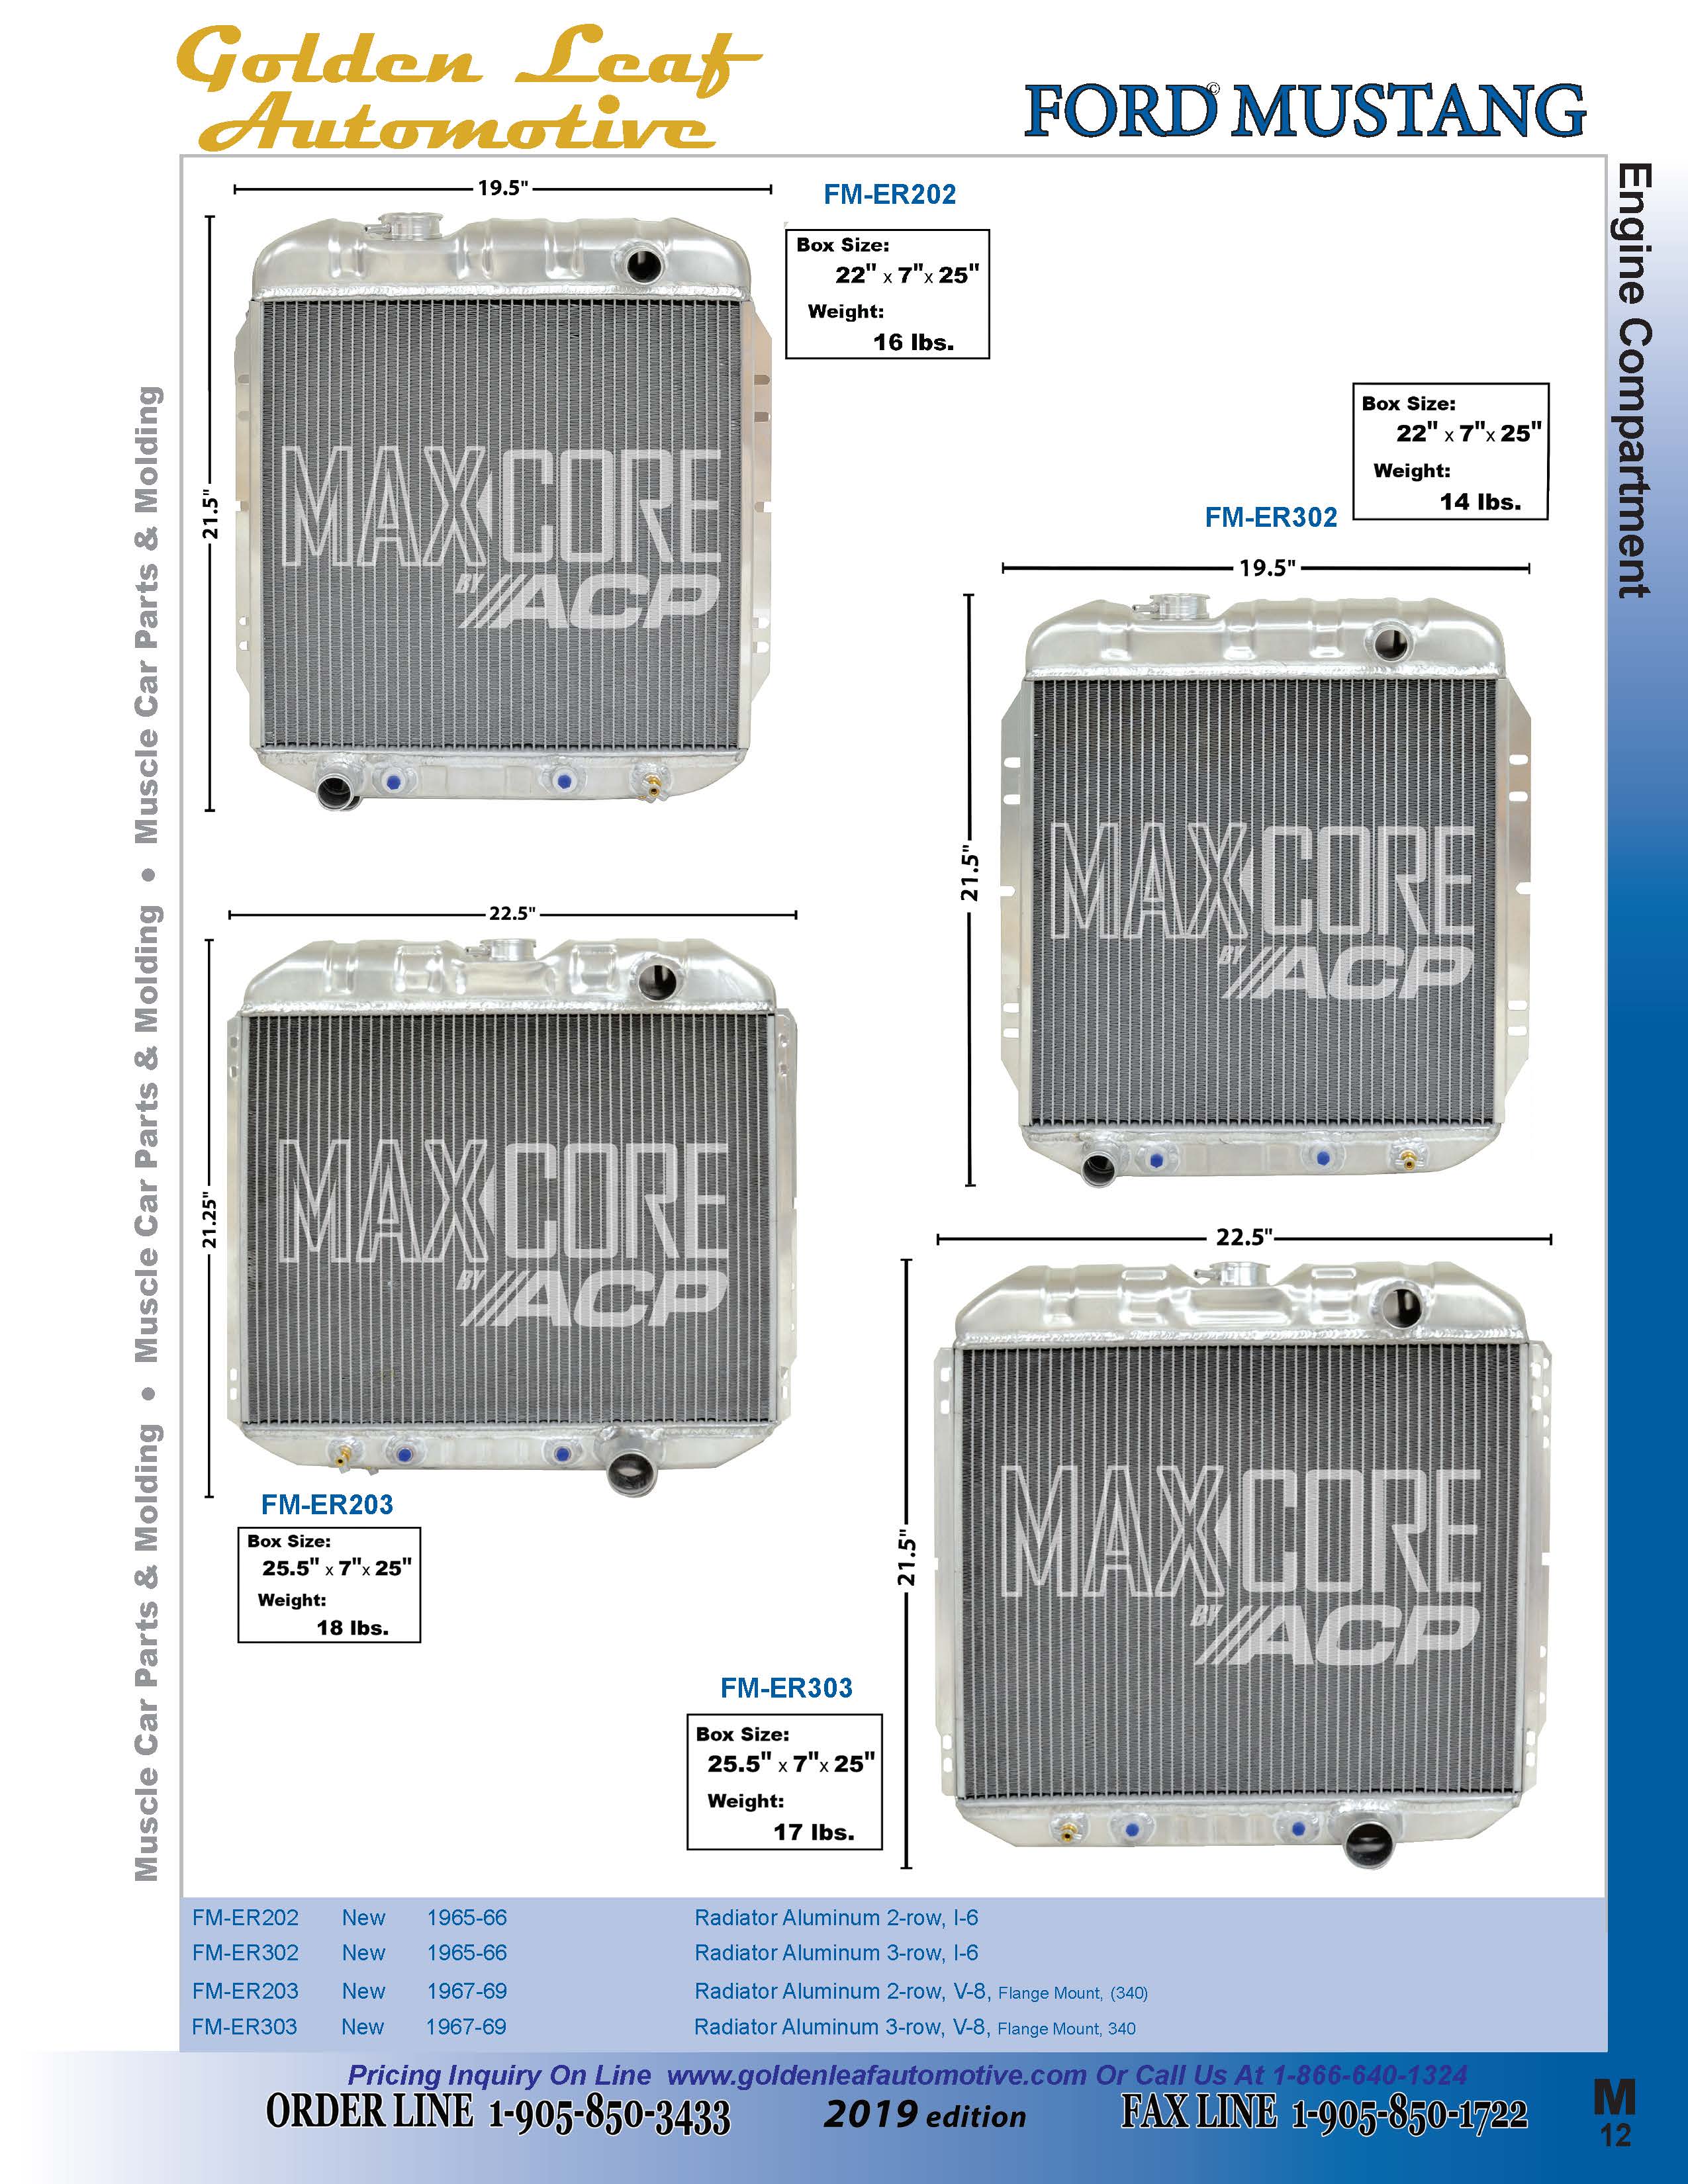 Golden Leaf
Automotive
FORD© MUSTANG
Engine Compartment
Muscle Car Parts & Molding • Muscle Car Parts & Molding • Muscle Car Parts & Molding
19.5"
21.5"
MAXCORE
BY ACP
FM-ER202
Box Size:
22" x 7"x 25"
Weight:
16 lbs.
Box Size:
22" x 7"x 25"
Weight:
14 lbs.
FM-ER302
19.5"
21.5"
MAXCORE
BY ACP
22.5"
21.25"
MAXCORE
BY ACP
FM-ER203
Box Size:
25.5" x 7"x 25"
Weight:
18 lbs.
22.5"
21.5"
MAXCORE
BY ACP
FM-ER303
Box Size:
25.5" x 7"x 25"
Weight:
17 lbs.
FM-ER202 New 1965-66 Radiator Aluminum 2-row, I-6
FM-ER302 New 1965-66 Radiator Aluminum 3-row, I-6
FM-ER203 New 1967-69 Radiator Aluminum 2-row, V-8, Flange Mount, (340)
FM-ER303 New 1967-69 Radiator Aluminum 3-row, V-8, Flange Mount, 340
Pricing Inquiry On Line www.goldenleafautomotive.com Or Call Us At 1-866-640-1324
ORDER LINE 1-905-850-3433 2019 edition FAX LINE 1-905-850-1722
M
12